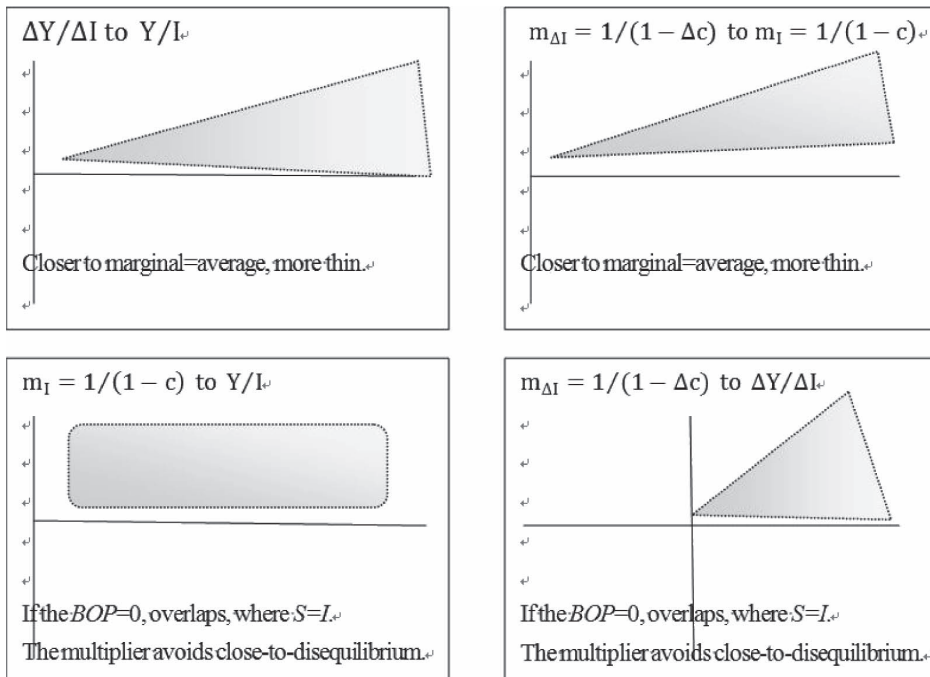 ΔY/ΔI to Y/I↵
Closer to marginal=average, more thin.↵
m_ΔI = 1/(1 − Δc) to m_I = 1/(1 − c)↵
Closer to marginal=average, more thin.↵
m_I = 1/(1 − c) to Y/I↵
If the BOP=0, overlaps, where S=I.↵
The multiplier avoids close-to-disequilibrium.↵
m_ΔI = 1/(1 − Δc) to ΔY/ΔI↵
If the BOP=0, overlaps, where S=I.↵
The multiplier avoids close-to-disequilibrium.↵